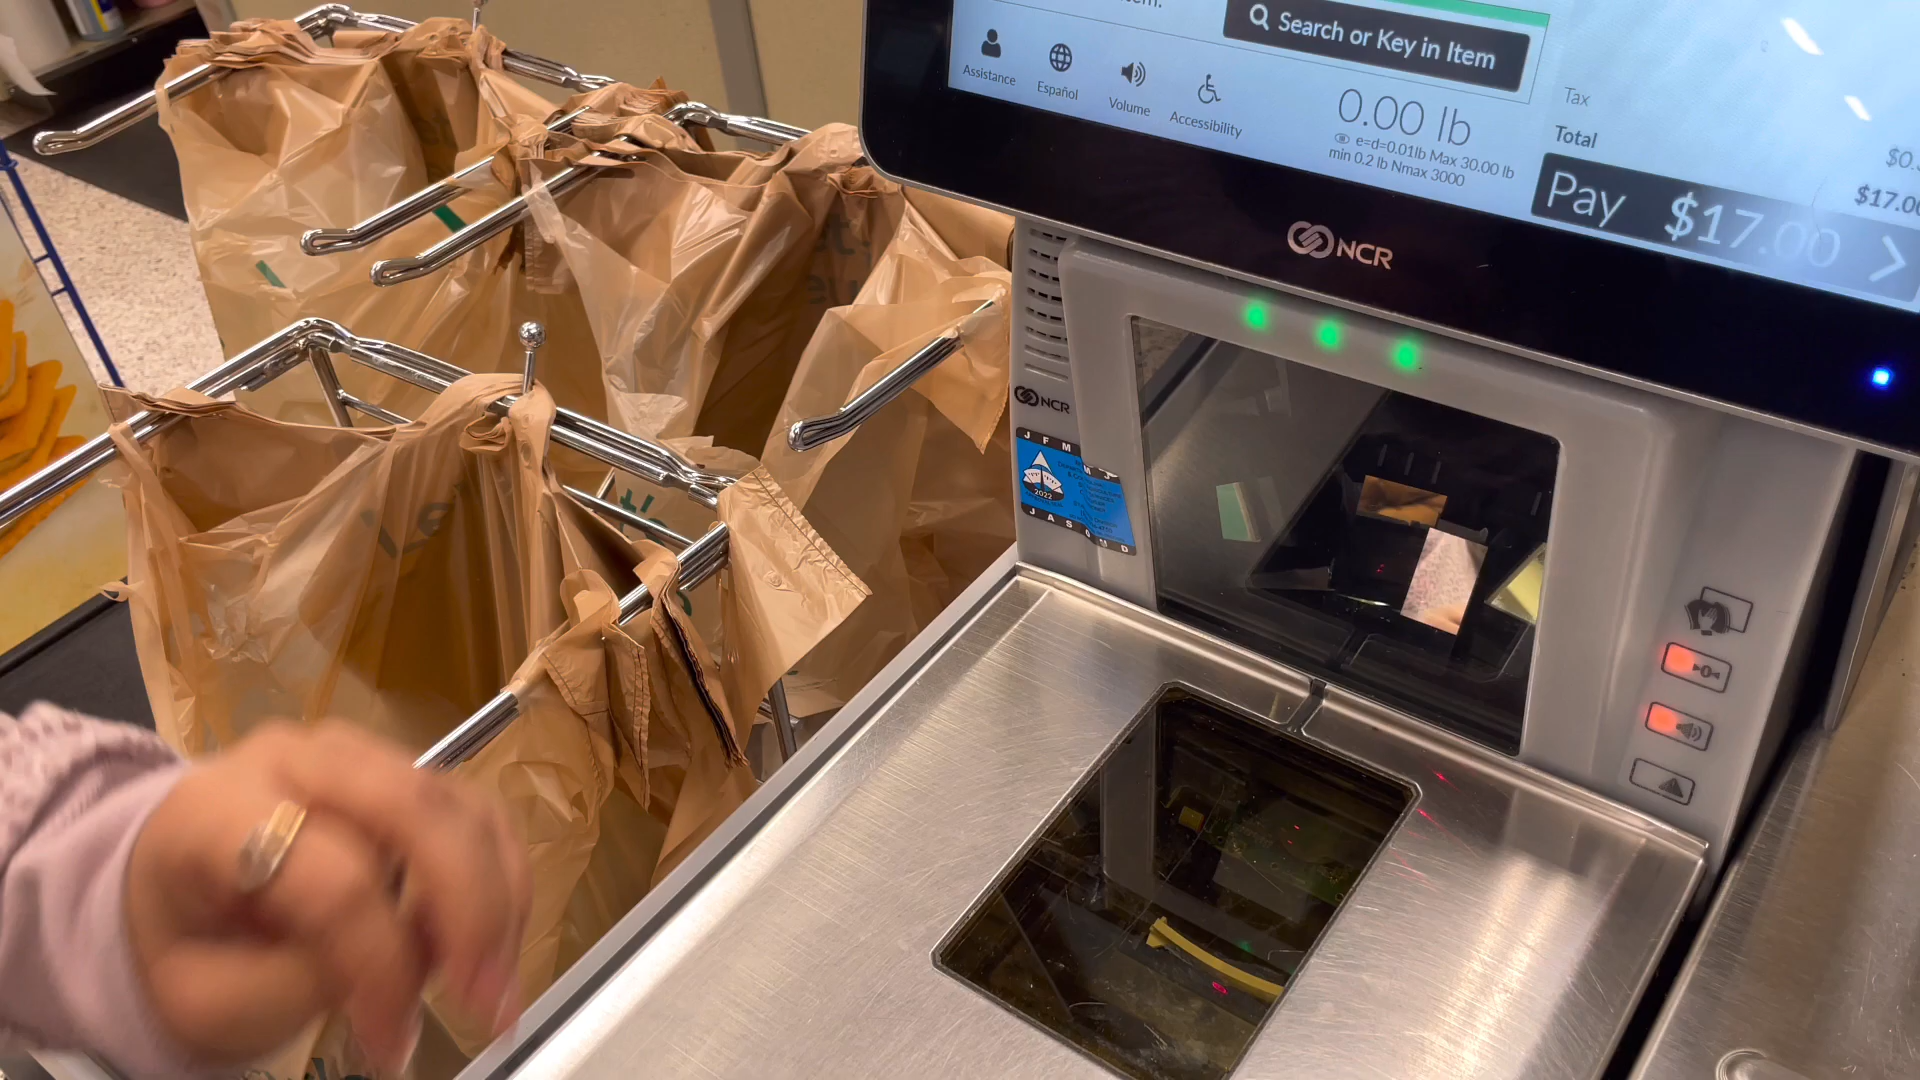 Search or Key in Item
Assistance
Español
Volume
Accessibility
0.00 lb
e=d=0.01lb Max 30.00 lb
min 0.2 lb Nmax 3000
Tax
$0.
Total
$17.00
Pay $17.00
NCR
NCR
J F M
2022
J A S O N D